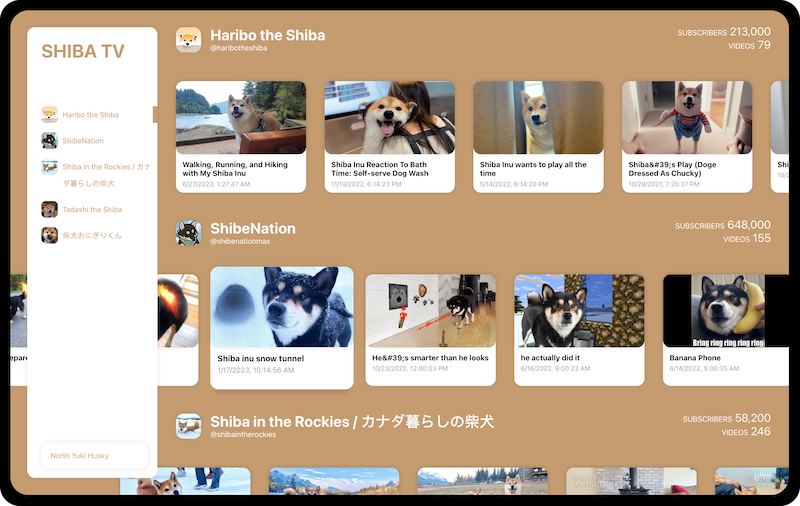 SHIBA TV
Haribo the Shiba
ShibeNation
Shiba in the Rockies / カナ
ダ暮らしの柴犬
Tadashi the Shiba
柴犬おにぎりくん
North Yuki Husky
Haribo the Shiba
@haribotheshiba
SUBSCRIBERS 213,000
VIDEOS 79
Walking, Running, and Hiking
with My Shiba Inu
6/27/2023, 1:27:47 AM
Shiba Inu Reaction To Bath
Time: Self-serve Dog Wash
11/19/2022, 6:14:23 PM
Shiba Inu wants to play all the
time
5/14/2022, 6:14:20 PM
Shiba&#39;s Play (Doge
Dressed As Chucky)
10/29/2021, 7:25:37 PM
ShibeNation
@shibenationmax
SUBSCRIBERS 648,000
VIDEOS 155
Shiba inu snow tunnel
1/17/2023, 10:14:56 AM
He&#39;s smarter than he looks
10/23/2022, 12:00:03 PM
he actually did it
6/18/2022, 9:00:23 AM
Bring ring ring ring ring
Banana Phone
6/14/2022, 9:00:35 AM
Shiba in the Rockies / カナダ暮らしの柴犬
@shibaintherockies
SUBSCRIBERS 58,200
VIDEOS 246